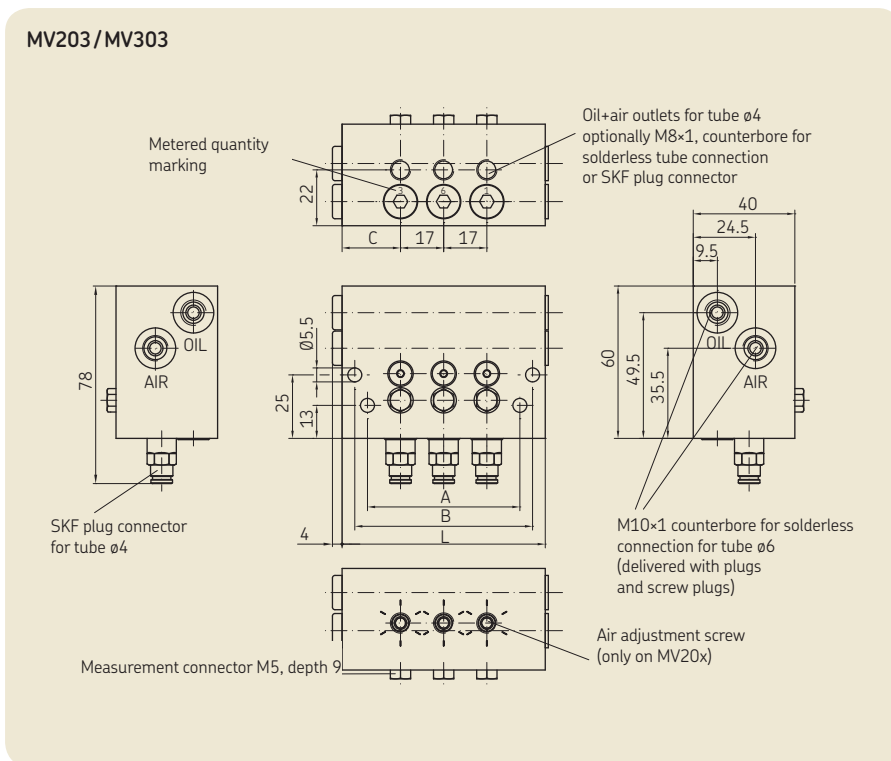 MV203/MV303
Metered quantity
marking
Oil+air outlets for tube ø4
optionally M8×1, counterbore for
solderless tube connection
or SKF plug connector
3
6
1
22
C
17
17
40
24.5
9.5
OIL
AIR
78
Ø5.5
25
13
60
49.5
35.5
OIL
AIR
SKF plug connector
for tube ø4
A
B
L
4
M10×1 counterbore for solderless
connection for tube ø6
(delivered with plugs
and screw plugs)
Air adjustment screw
(only on MV20x)
Measurement connector M5, depth 9